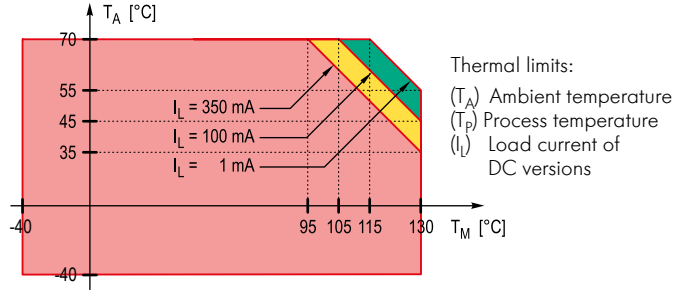 T_A [°C]
70
55
45
35
I_L = 350 mA
I_L = 100 mA
I_L = 1 mA
-40
95 105 115 130
T_M [°C]
-40
Thermal limits:
(T_A) Ambient temperature
(T_P) Process temperature
(I_L) Load current of
DC versions